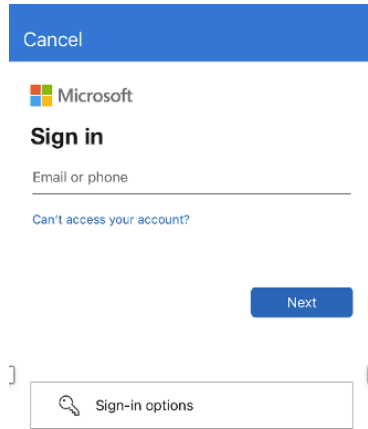 Cancel
Microsoft
Sign in
Email or phone
Can't access your account?
Next
Sign-in options